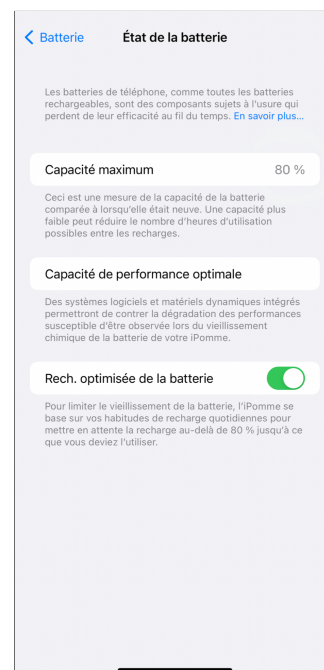 Batterie État de la batterie
Les batteries de téléphone, comme toutes les batteries
rechargeables, sont des composants sujets à l'usure qui
perdent de leur efficacité au fil du temps. En savoir plus...
Capacité maximum 80 %
Ceci est une mesure de la capacité de la batterie
comparée à lorsqu'elle était neuve. Une capacité plus
faible peut réduire le nombre d'heures d'utilisation
possibles entre les recharges.
Capacité de performance optimale
Des systèmes logiciels et matériels dynamiques intégrés
permettront de contrer la dégradation des performances
susceptible d'être observée lors du vieillissement
chimique de la batterie de votre iPomme.
Rech. optimisée de la batterie
Pour limiter le vieillissement de la batterie, l'iPomme se
base sur vos habitudes de recharge quotidiennes pour
mettre en attente la recharge au-delà de 80 % jusqu'à ce
que vous deviez l'utiliser.